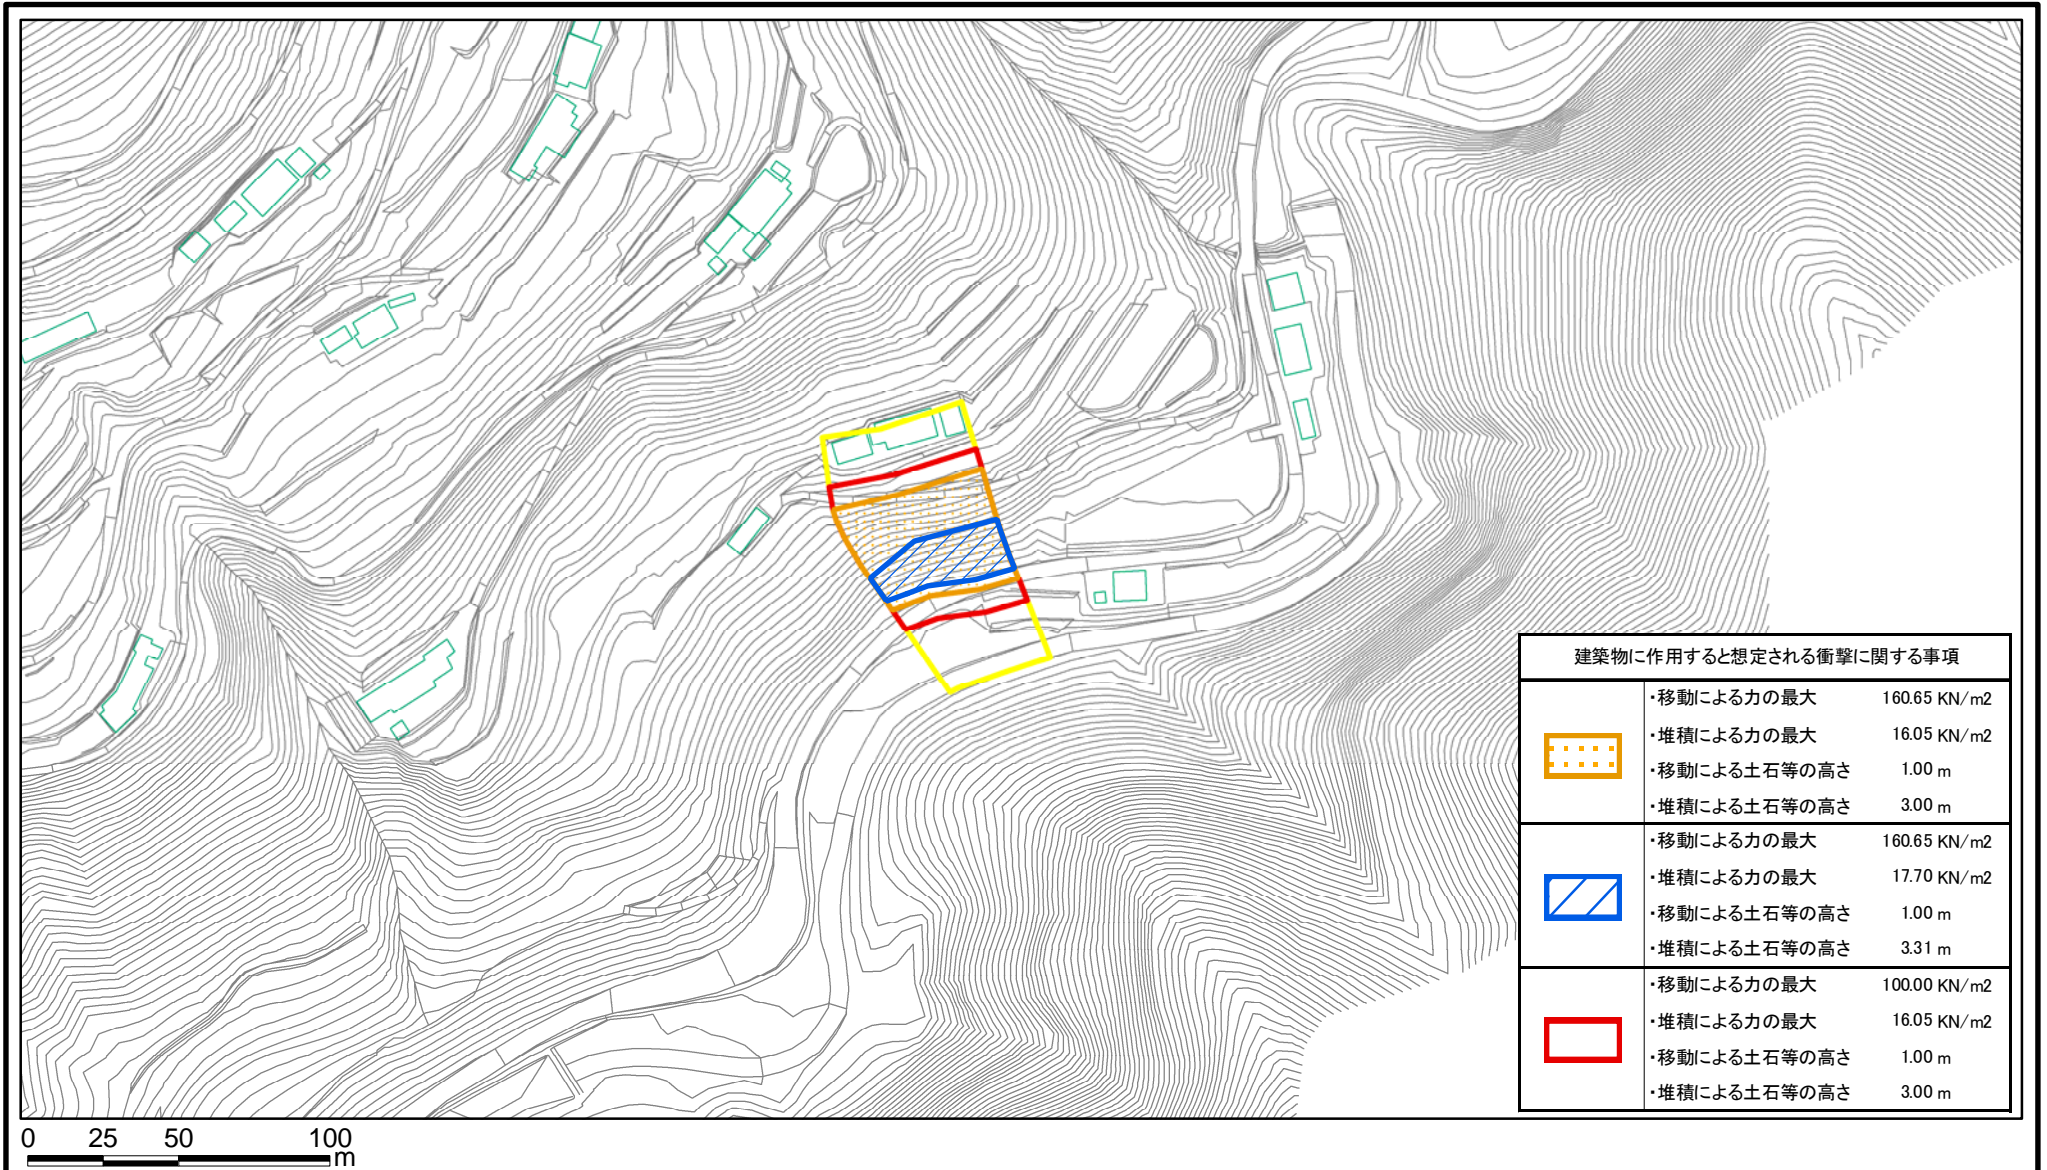 建築物に作用すると想定される衝撃に関する事項
・移動による力の最大 160.65 KN/m2
・堆積による力の最大 16.05 KN/m2
・移動による土石等の高さ 1.00 m
・堆積による土石等の高さ 3.00 m
・移動による力の最大 160.65 KN/m2
・堆積による力の最大 17.70 KN/m2
・移動による土石等の高さ 1.00 m
・堆積による土石等の高さ 3.31 m
・移動による力の最大 100.00 KN/m2
・堆積による力の最大 16.05 KN/m2
・移動による土石等の高さ 1.00 m
・堆積による土石等の高さ 3.00 m
0 25 50 100
m